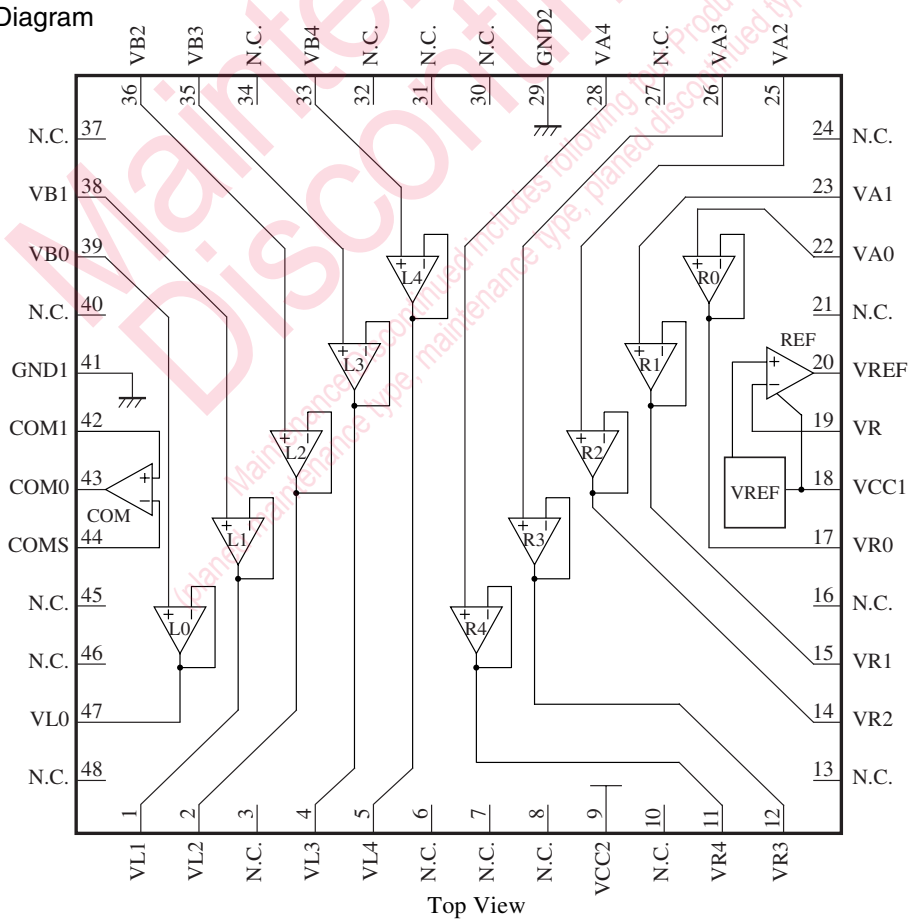 Diagram
VB2
VB3
N.C.
VB4
N.C.
N.C.
N.C.
GND2
VA4
N.C.
VA3
VA2
36
35
34
33
32
31
30
29
28
27
26
25
N.C. 37
VB1 38
VB0 39
N.C. 40
GND1 41
COM1 42
COM0 43
COMS 44
N.C. 45
N.C. 46
VL0 47
N.C. 48
24 N.C.
23 VA1
22 VA0
21 N.C.
20 VREF
19 VR
18 VCC1
17 VR0
16 N.C.
15 VR1
14 VR2
13 N.C.
+ − L4
+ − R0
+ − L3
+ − R1
REF
+
−
+ − L2
+ − R2
+
−
COM
VREF
+ − L1
+ − R3
+ − L0
+ − R4
1
2
3
4
5
6
7
8
9
10
11
12
VL1
VL2
N.C.
VL3
VL4
N.C.
N.C.
N.C.
VCC2
N.C.
VR4
VR3
Top View